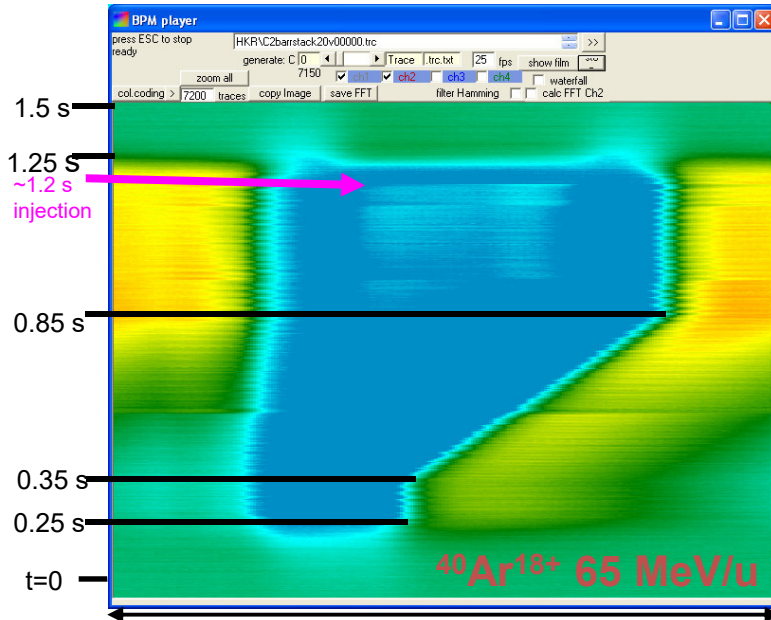 BPM player
press ESC to stop
ready
HKR\C2barrstack20v00000.trc
>>
generate: C 0 Trace .trc.txt 25 fps show film
zoom all 7150 ch1 ch2 ch3 ch4 waterfall
col.coding > 7200 traces copy Image save FFT filter Hamming calc FFT Ch2
1.5 s
1.25 s
~1.2 s
injection
0.85 s
0.35 s
0.25 s
t=0
⁴⁰Ar¹⁸⁺ 65 MeV/u